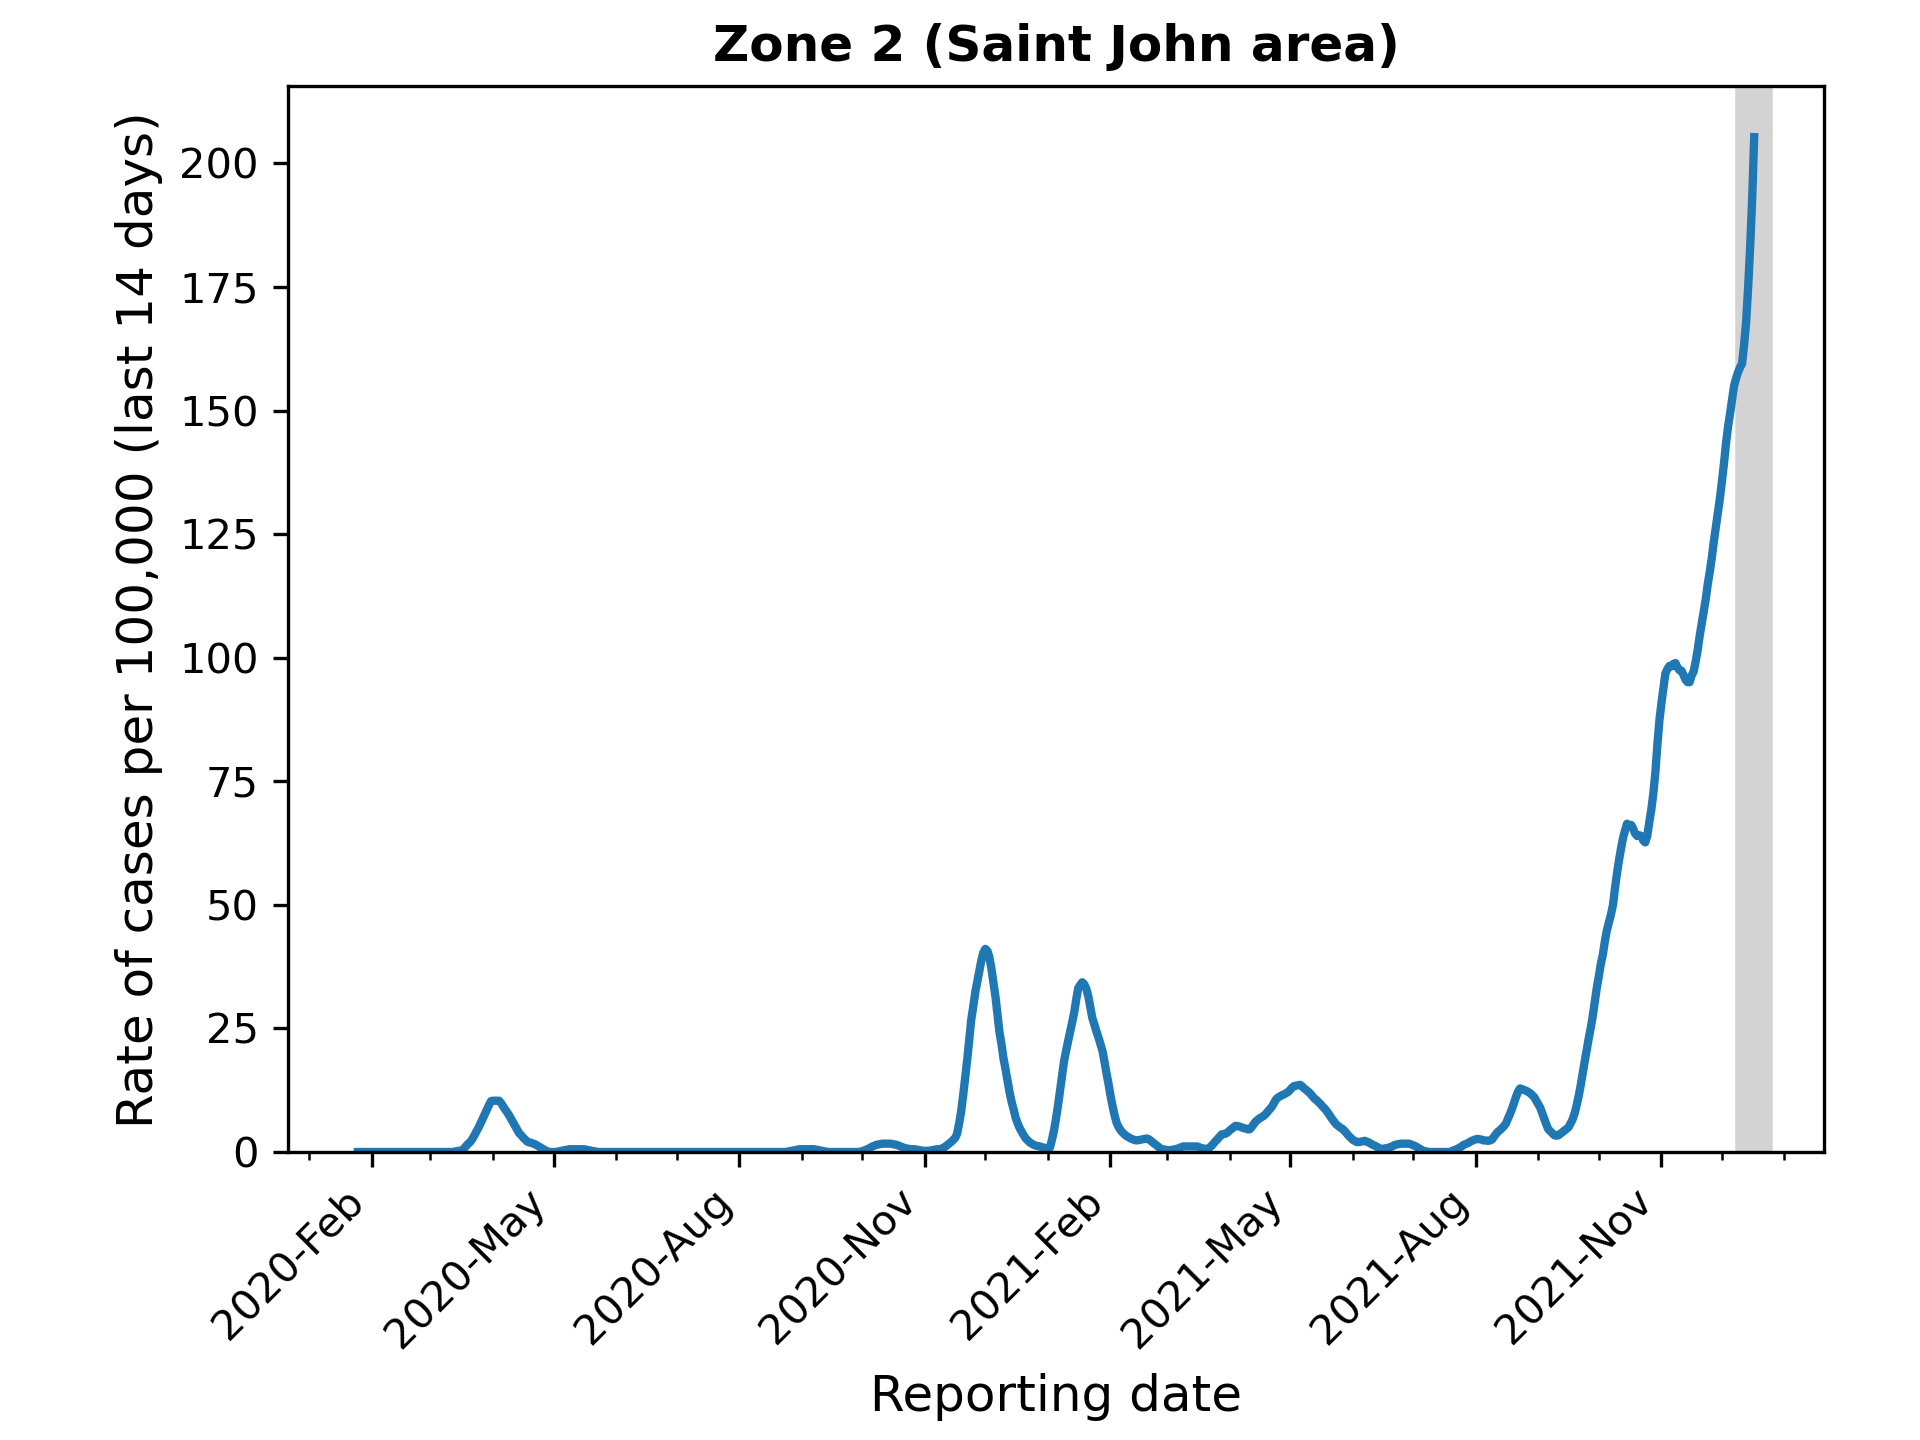 Zone 2 (Saint John area)
Rate of cases per 100,000 (last 14 days)
200
175
150
125
100
75
50
25
0
2020-Feb
2020-May
2020-Aug
2020-Nov
2021-Feb
2021-May
2021-Aug
2021-Nov
Reporting date